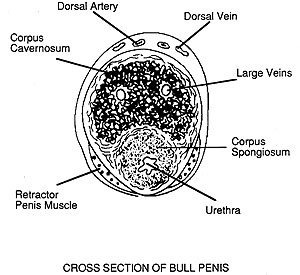 Dorsal Artery
Dorsal Vein
Corpus
Cavernosum
Large Veins
Corpus
Spongiosum
Retractor
Penis Muscle
Urethra
CROSS SECTION OF BULL PENIS